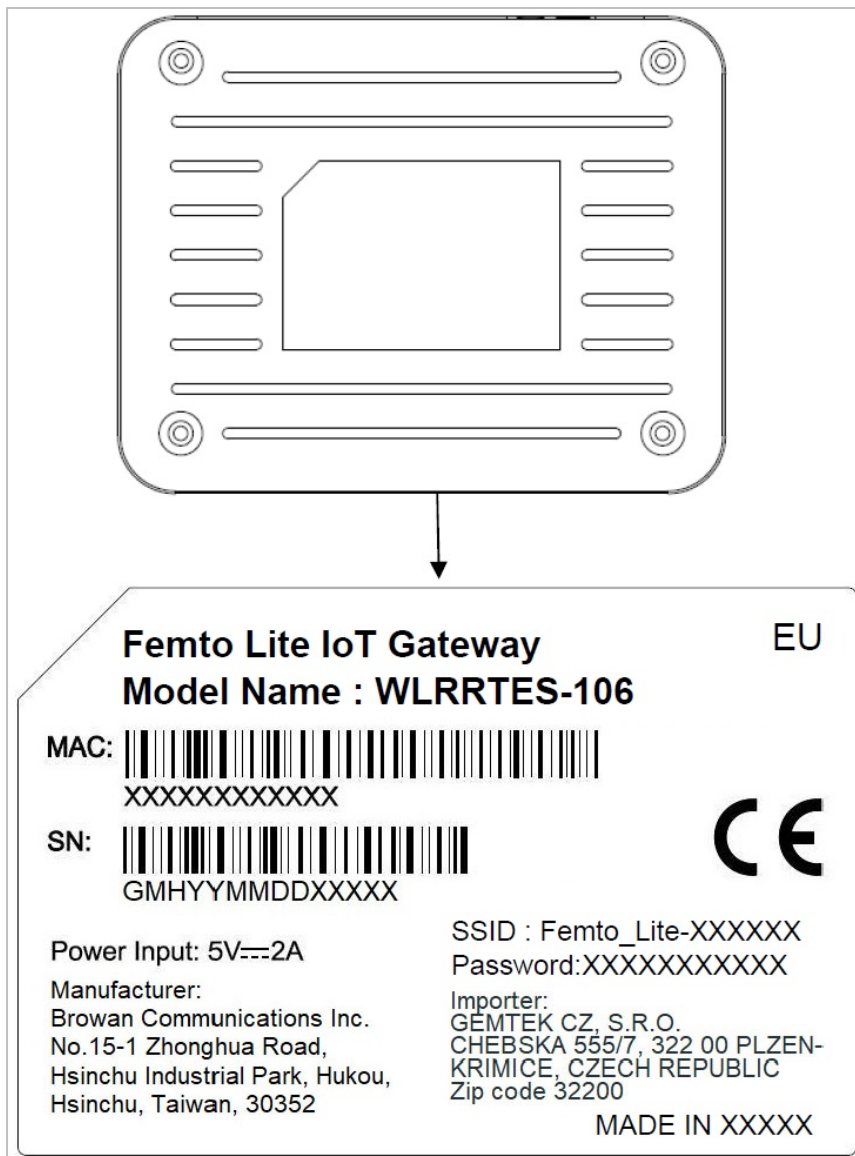 Femto Lite IoT Gateway
EU
Model Name : WLRRTES-106
MAC:
XXXXXXXXXXXX
SN:
GMHYYMMDDXXXXX
CE
Power Input: 5V⎓2A
Manufacturer:
Browan Communications Inc.
No.15-1 Zhonghua Road,
Hsinchu Industrial Park, Hukou,
Hsinchu, Taiwan, 30352
SSID : Femto_Lite-XXXXXX
Password:XXXXXXXXXXX
Importer:
GEMTEK CZ, S.R.O.
CHEBSKA 555/7, 322 00 PLZEN-
KRIMICE, CZECH REPUBLIC
Zip code 32200
MADE IN XXXXX